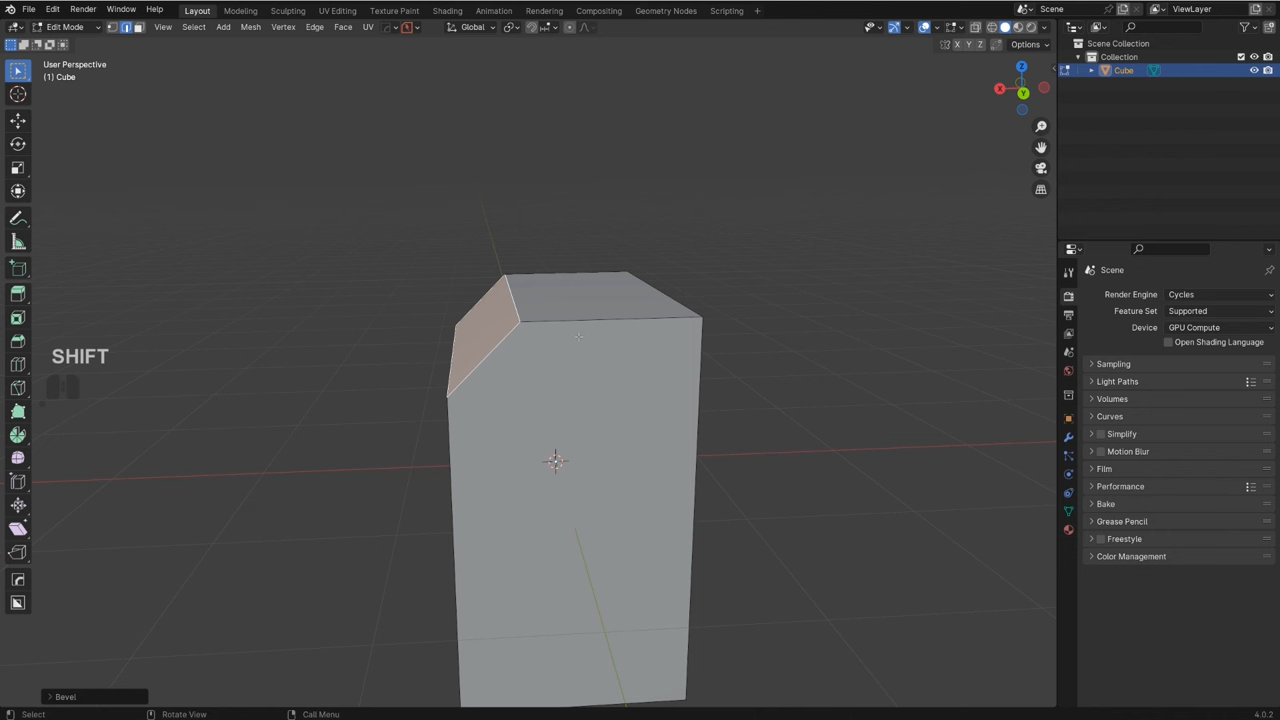 File Edit Render Window Help Layout Modeling Sculpting UV Editing Texture Paint Shading Animation Rendering Compositing Geometry Nodes Scripting Scene ViewLayer
Edit Mode View Select Add Mesh Vertex Edge Face UV Global
X Y Z Options
User Perspective
(1) Cube
Z
X
Y
SHIFT
Bevel
Select Rotate View Call Menu 4.0.2
Scene Collection
Collection
Cube
Scene
Render Engine Cycles
Feature Set Supported
Device GPU Compute
Open Shading Language
Sampling
Light Paths
Volumes
Curves
Simplify
Motion Blur
Film
Performance
Bake
Grease Pencil
Freestyle
Color Management